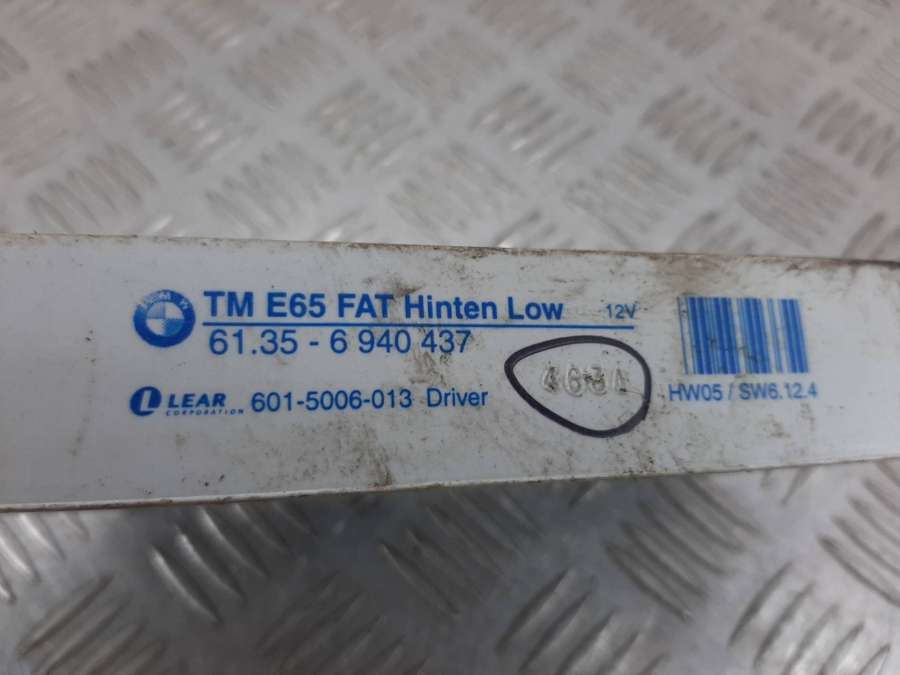 TM E65 FAT Hinten Low 12V
61.35 - 6 940 437
LEAR CORPORATION 601-5006-013 Driver
HW05 / SW6.12.4